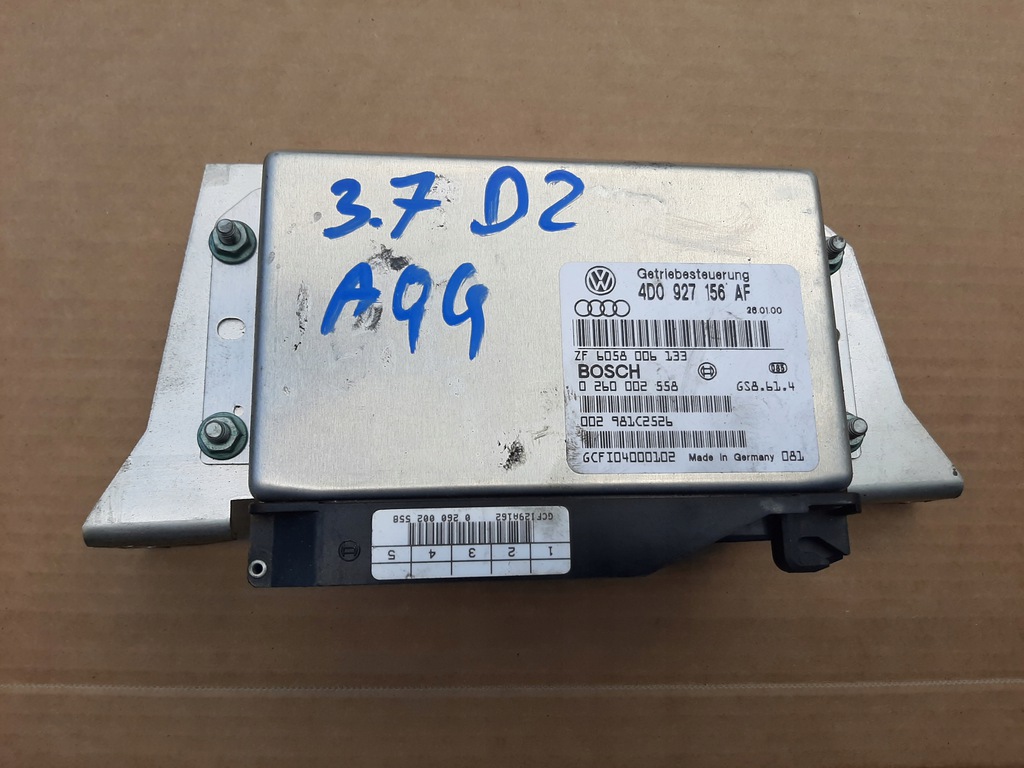 3.7 D2
AQG
Getriebesteuerung
4D0 927 156 AF
26.01.00
ZF 6058 006 133
BOSCH
0 260 002 558 GS8.61.4
002 981C2526
GCFI04000102 Made in Germany 081
1 2 3 4 5
0 260 002 558
GCF129A162